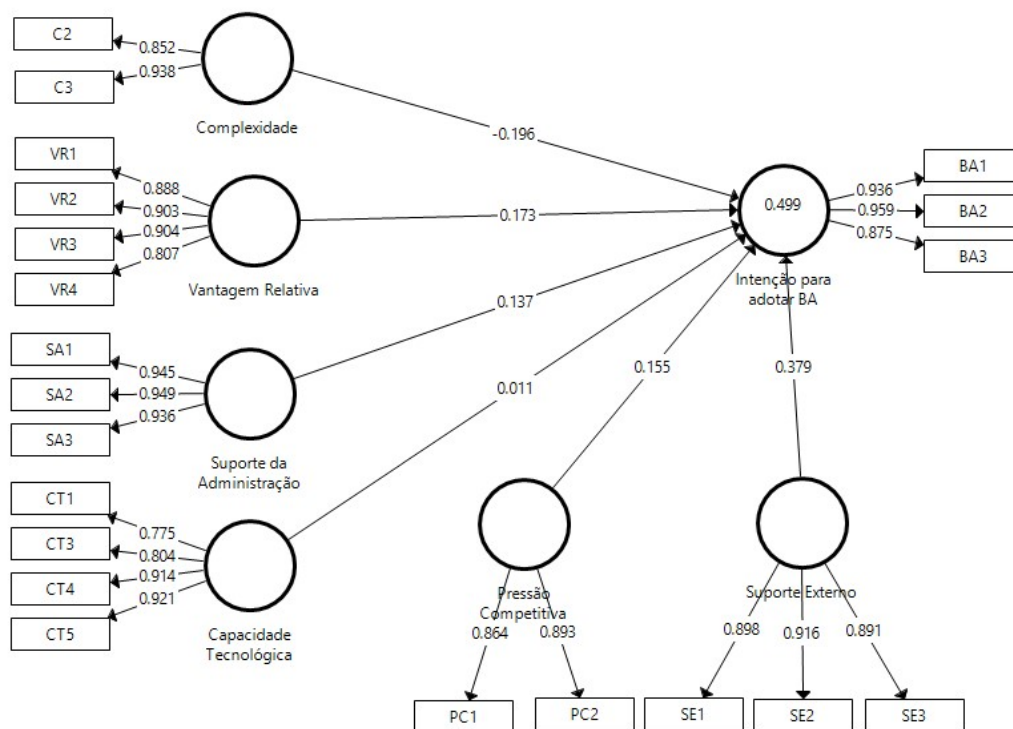 C2
0.852
C3
0.938
Complexidade
-0.196
VR1
0.888
VR2
0.903
VR3
0.904
VR4
0.807
Vantagem Relativa
0.173
0.499
Intenção para
adotar BA
0.936
BA1
0.959
BA2
0.875
BA3
SA1
0.945
SA2
0.949
SA3
0.936
Suporte da
Administração
0.137
0.011
0.155
0.379
CT1
0.775
CT3
0.804
CT4
0.914
CT5
0.921
Capacidade
Tecnológica
Pressão
Competitiva
0.864
0.893
PC1
PC2
Suporte Externo
0.898
0.916
0.891
SE1
SE2
SE3